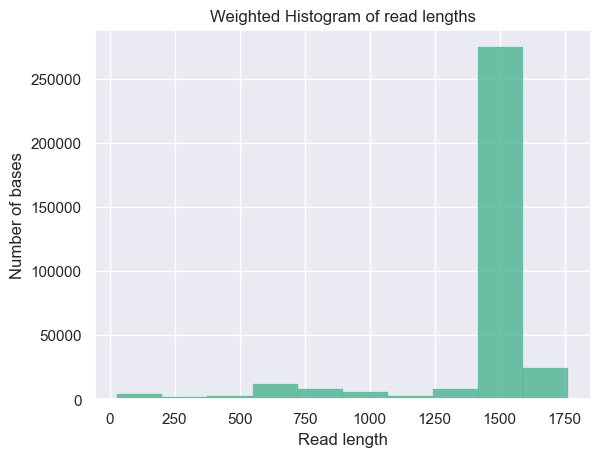 Weighted Histogram of read lengths
Number of bases
250000
200000
150000
100000
50000
0
0 250 500 750 1000 1250 1500 1750
Read length